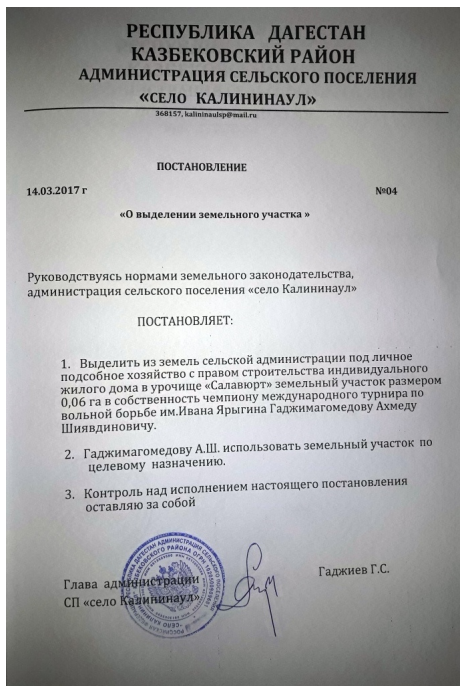 РЕСПУБЛИКА ДАГЕСТАН
КАЗБЕКОВСКИЙ РАЙОН
АДМИНИСТРАЦИЯ СЕЛЬСКОГО ПОСЕЛЕНИЯ
«СЕЛО КАЛИНИНАУЛ»
368157, kalininaulsp@mail.ru
ПОСТАНОВЛЕНИЕ
14.03.2017 г №04
«О выделении земельного участка »
Руководствуясь нормами земельного законодательства,
администрация сельского поселения «село Калининаул»
ПОСТАНОВЛЯЕТ:
1. Выделить из земель сельской администрации под личное
подсобное хозяйство с правом строительства индивидуального
жилого дома в урочище «Салавюрт» земельный участок размером
0,06 га в собственность чемпиону международного турнира по
вольной борьбе им.Ивана Ярыгина Гаджимагомедову Ахмеду
Шиявдиновичу.
2. Гаджимагомедову А.Ш. использовать земельный участок по
целевому назначению.
3. Контроль над исполнением настоящего постановления
оставляю за собой
Глава администрации Гаджиев Г.С.
СП «село Калининаул»